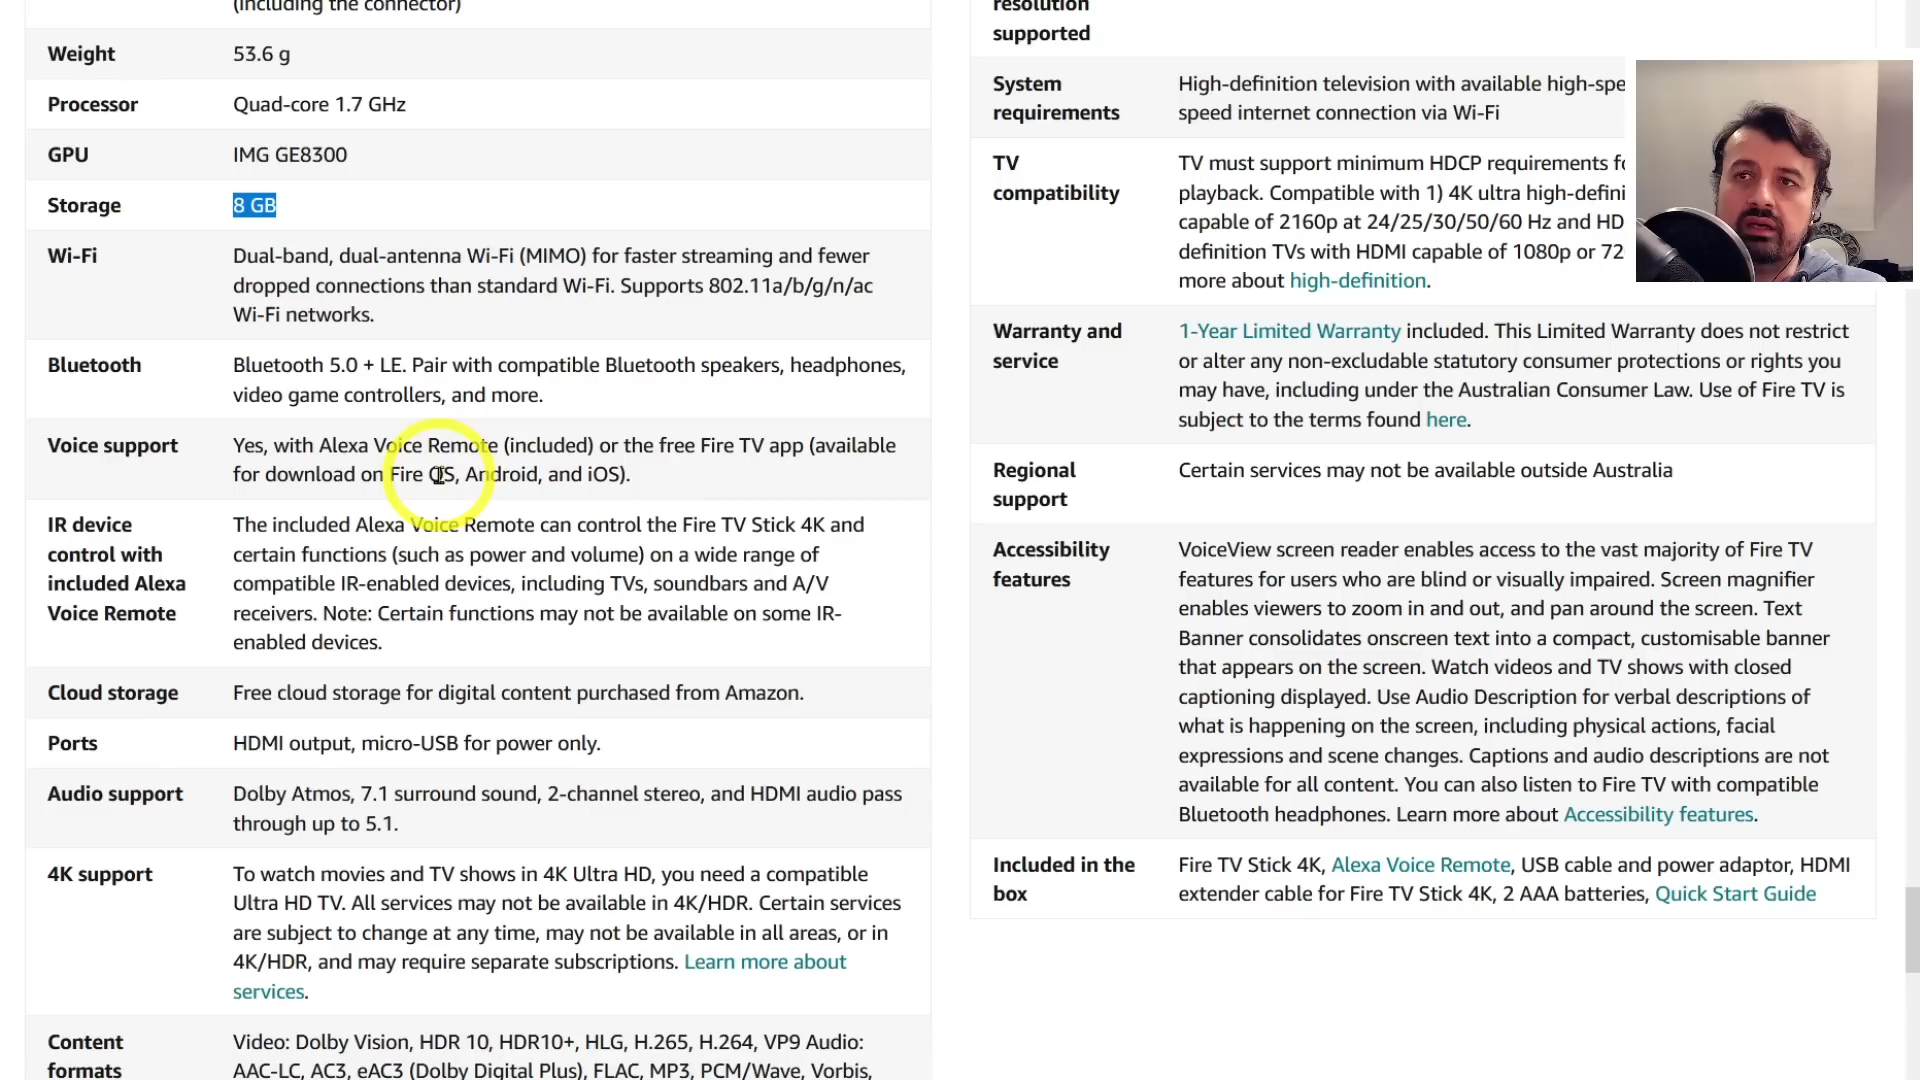 (including the connector)
Weight
53.6 g
Processor
Quad-core 1.7 GHz
GPU
IMG GE8300
Storage
8 GB
Wi-Fi
Dual-band, dual-antenna Wi-Fi (MIMO) for faster streaming and fewer
dropped connections than standard Wi-Fi. Supports 802.11a/b/g/n/ac
Wi-Fi networks.
Bluetooth
Bluetooth 5.0 + LE. Pair with compatible Bluetooth speakers, headphones,
video game controllers, and more.
Voice support
Yes, with Alexa Voice Remote (included) or the free Fire TV app (available
for download on Fire OS, Android, and iOS).
IR device
control with
included Alexa
Voice Remote
The included Alexa Voice Remote can control the Fire TV Stick 4K and
certain functions (such as power and volume) on a wide range of
compatible IR-enabled devices, including TVs, soundbars and A/V
receivers. Note: Certain functions may not be available on some IR-
enabled devices.
Cloud storage
Free cloud storage for digital content purchased from Amazon.
Ports
HDMI output, micro-USB for power only.
Audio support
Dolby Atmos, 7.1 surround sound, 2-channel stereo, and HDMI audio pass
through up to 5.1.
4K support
To watch movies and TV shows in 4K Ultra HD, you need a compatible
Ultra HD TV. All services may not be available in 4K/HDR. Certain services
are subject to change at any time, may not be available in all areas, or in
4K/HDR, and may require separate subscriptions. Learn more about
services.
Content
formats
Video: Dolby Vision, HDR 10, HDR10+, HLG, H.265, H.264, VP9 Audio:
AAC-LC, AC3, eAC3 (Dolby Digital Plus), FLAC, MP3, PCM/Wave, Vorbis,
resolution
supported
System
requirements
High-definition television with available high-spe
speed internet connection via Wi-Fi
TV
compatibility
TV must support minimum HDCP requirements fo
playback. Compatible with 1) 4K ultra high-defini
capable of 2160p at 24/25/30/50/60 Hz and HD
definition TVs with HDMI capable of 1080p or 72
more about high-definition.
Warranty and
service
1-Year Limited Warranty included. This Limited Warranty does not restrict
or alter any non-excludable statutory consumer protections or rights you
may have, including under the Australian Consumer Law. Use of Fire TV is
subject to the terms found here.
Regional
support
Certain services may not be available outside Australia
Accessibility
features
VoiceView screen reader enables access to the vast majority of Fire TV
features for users who are blind or visually impaired. Screen magnifier
enables viewers to zoom in and out, and pan around the screen. Text
Banner consolidates onscreen text into a compact, customisable banner
that appears on the screen. Watch videos and TV shows with closed
captioning displayed. Use Audio Description for verbal descriptions of
what is happening on the screen, including physical actions, facial
expressions and scene changes. Captions and audio descriptions are not
available for all content. You can also listen to Fire TV with compatible
Bluetooth headphones. Learn more about Accessibility features.
Included in the
box
Fire TV Stick 4K, Alexa Voice Remote, USB cable and power adaptor, HDMI
extender cable for Fire TV Stick 4K, 2 AAA batteries, Quick Start Guide